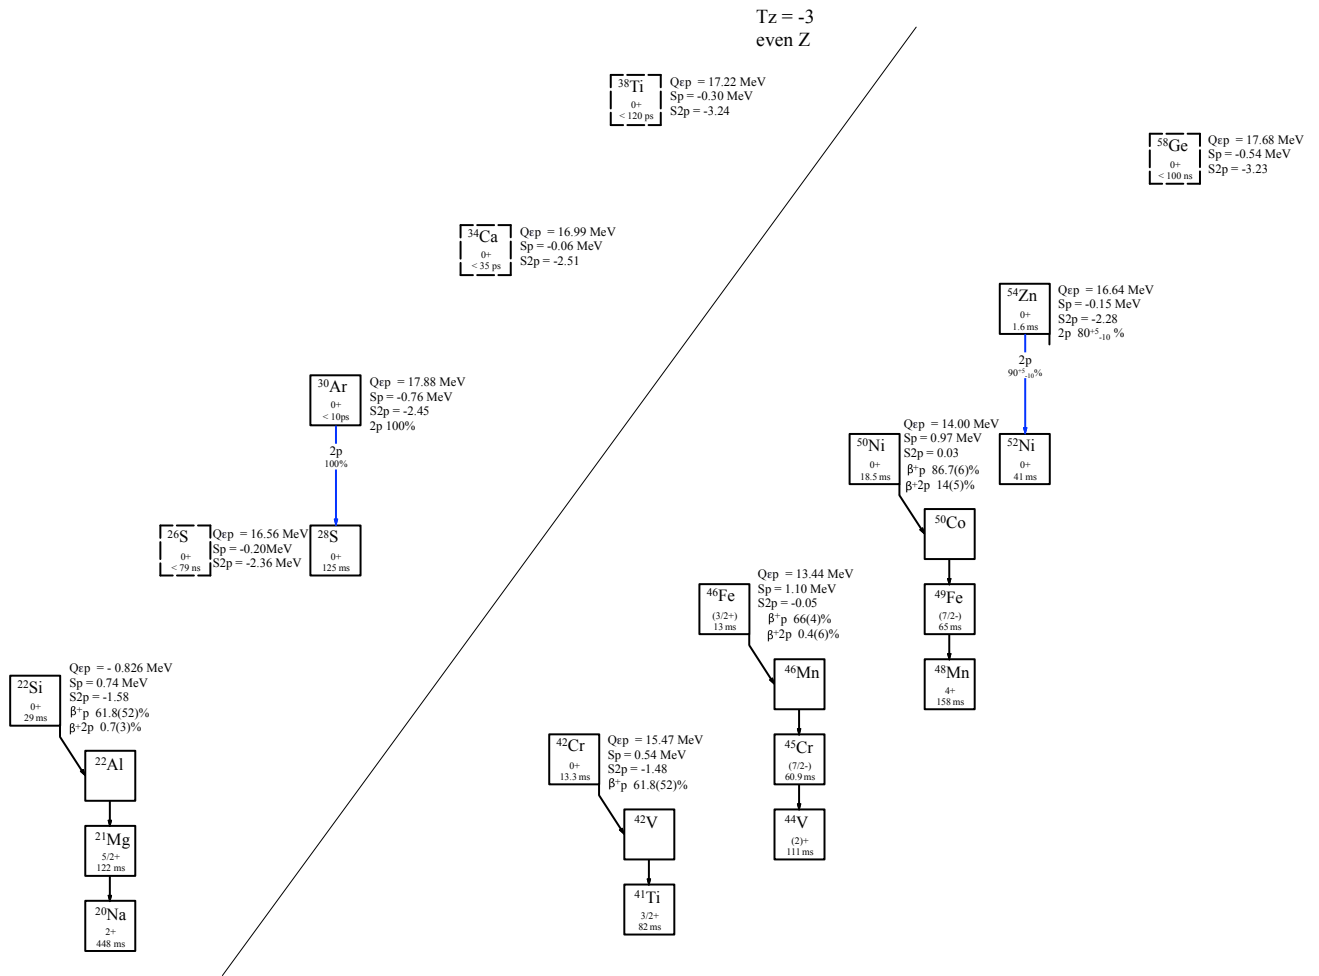 Tz = -3
even Z
38Ti
0+
< 120 ps
Qεp = 17.22 MeV
Sp = -0.30 MeV
S2p = -3.24
58Ge
0+
< 100 ns
Qεp = 17.68 MeV
Sp = -0.54 MeV
S2p = -3.23
34Ca
0+
< 35 ps
Qεp = 16.99 MeV
Sp = -0.06 MeV
S2p = -2.51
54Zn
0+
1.6 ms
Qεp = 16.64 MeV
Sp = -0.15 MeV
S2p = -2.28
2p 80+5-10 %
2p
90+5-10%
30Ar
0+
< 10ps
Qεp = 17.88 MeV
Sp = -0.76 MeV
S2p = -2.45
2p 100%
2p
100%
50Ni
0+
18.5 ms
Qεp = 14.00 MeV
Sp = 0.97 MeV
S2p = 0.03
β+p 86.7(6)%
β+2p 14(5)%
52Ni
0+
41 ms
26S
0+
< 79 ns
Qεp = 16.56 MeV
Sp = -0.20MeV
S2p = -2.36 MeV
28S
0+
125 ms
50Co
46Fe
(3/2+)
13 ms
Qεp = 13.44 MeV
Sp = 1.10 MeV
S2p = -0.05
β+p 66(4)%
β+2p 0.4(6)%
49Fe
(7/2-)
65 ms
22Si
0+
29 ms
Qεp = - 0.826 MeV
Sp = 0.74 MeV
S2p = -1.58
β+p 61.8(52)%
β+2p 0.7(3)%
46Mn
48Mn
4+
158 ms
22Al
42Cr
0+
13.3 ms
Qεp = 15.47 MeV
Sp = 0.54 MeV
S2p = -1.48
β+p 61.8(52)%
45Cr
(7/2-)
60.9 ms
21Mg
5/2+
122 ms
42V
44V
(2)+
111 ms
20Na
2+
448 ms
41Ti
3/2+
82 ms